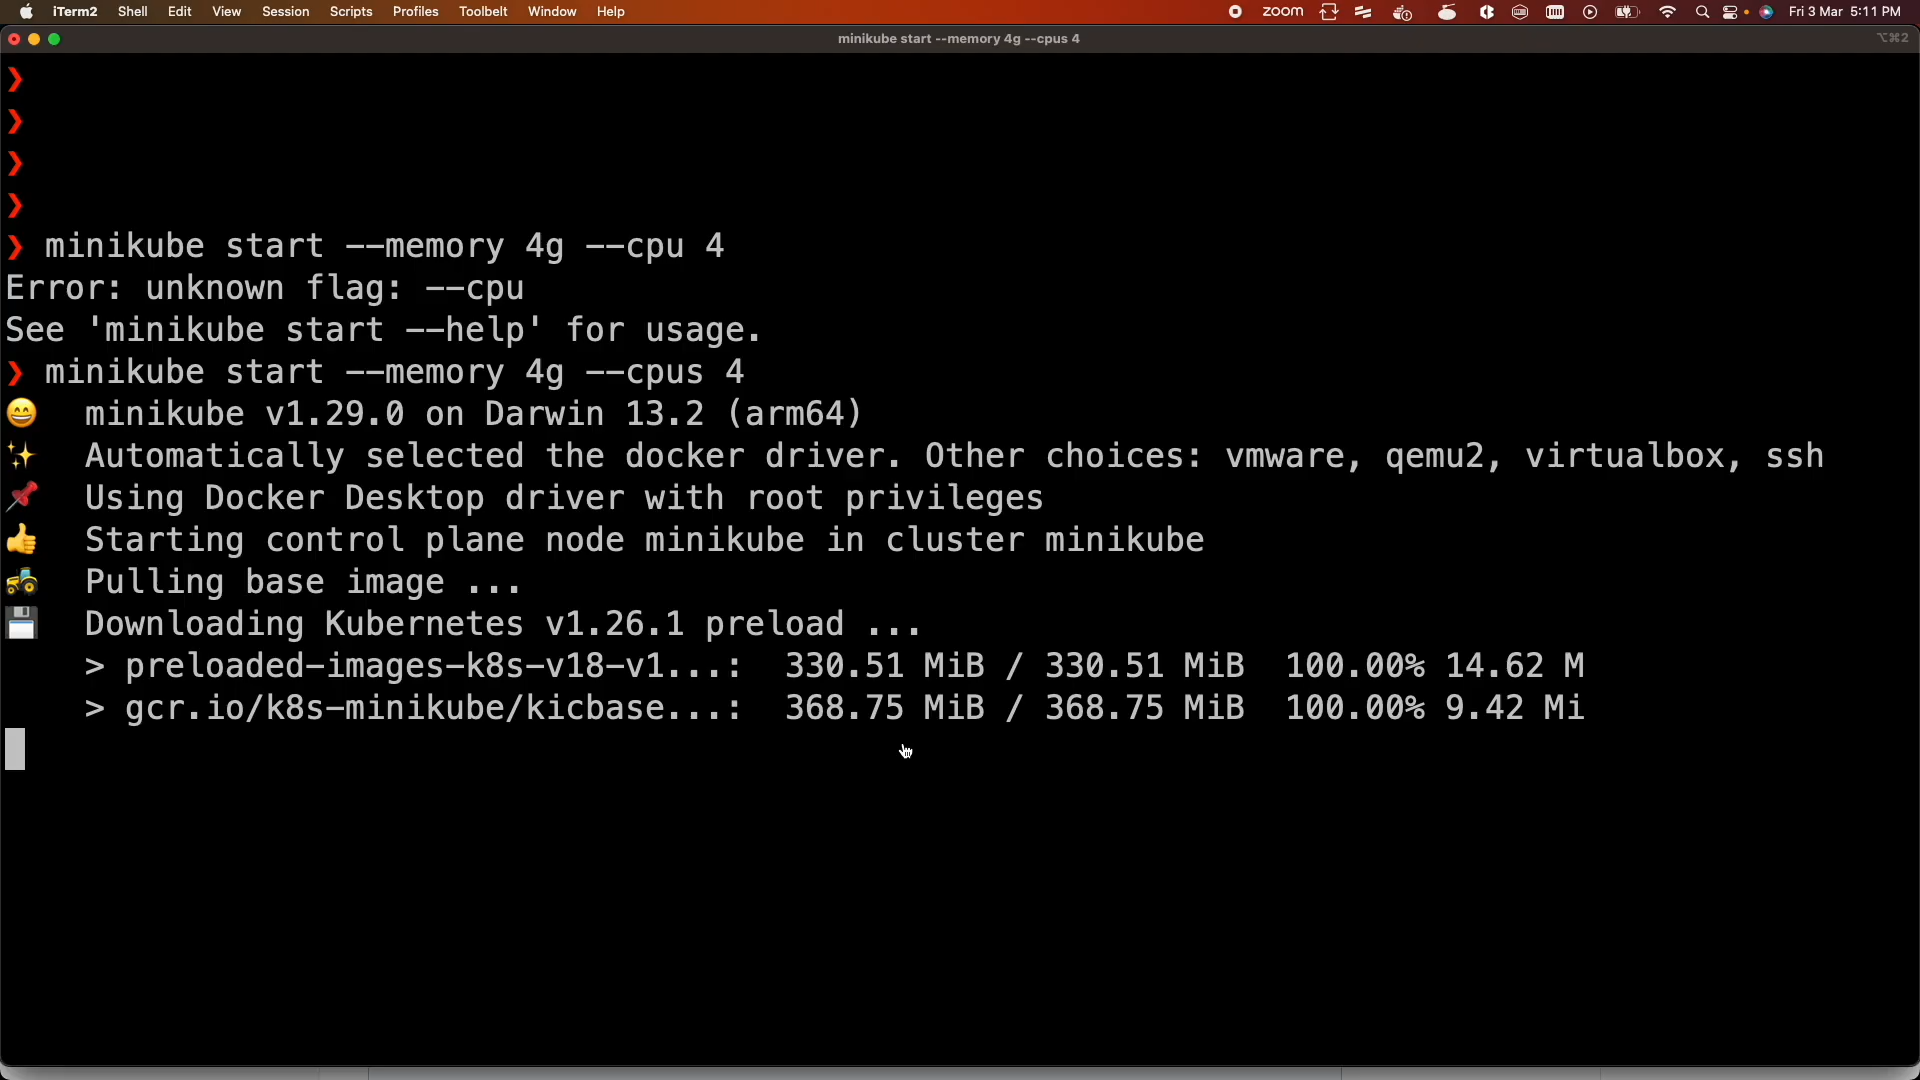 iTerm2 Shell Edit View Session Scripts Profiles Toolbelt Window Help zoom Fri 3 Mar 5:11 PM
minikube start --memory 4g --cpus 4 ⌥⌘2
❯
❯
❯
❯
❯ minikube start --memory 4g --cpu 4
Error: unknown flag: --cpu
See 'minikube start --help' for usage.
❯ minikube start --memory 4g --cpus 4
😄 minikube v1.29.0 on Darwin 13.2 (arm64)
✨ Automatically selected the docker driver. Other choices: vmware, qemu2, virtualbox, ssh
📌 Using Docker Desktop driver with root privileges
👍 Starting control plane node minikube in cluster minikube
🚜 Pulling base image ...
💾 Downloading Kubernetes v1.26.1 preload ...
> preloaded-images-k8s-v18-v1...: 330.51 MiB / 330.51 MiB 100.00% 14.62 M
> gcr.io/k8s-minikube/kicbase...: 368.75 MiB / 368.75 MiB 100.00% 9.42 Mi